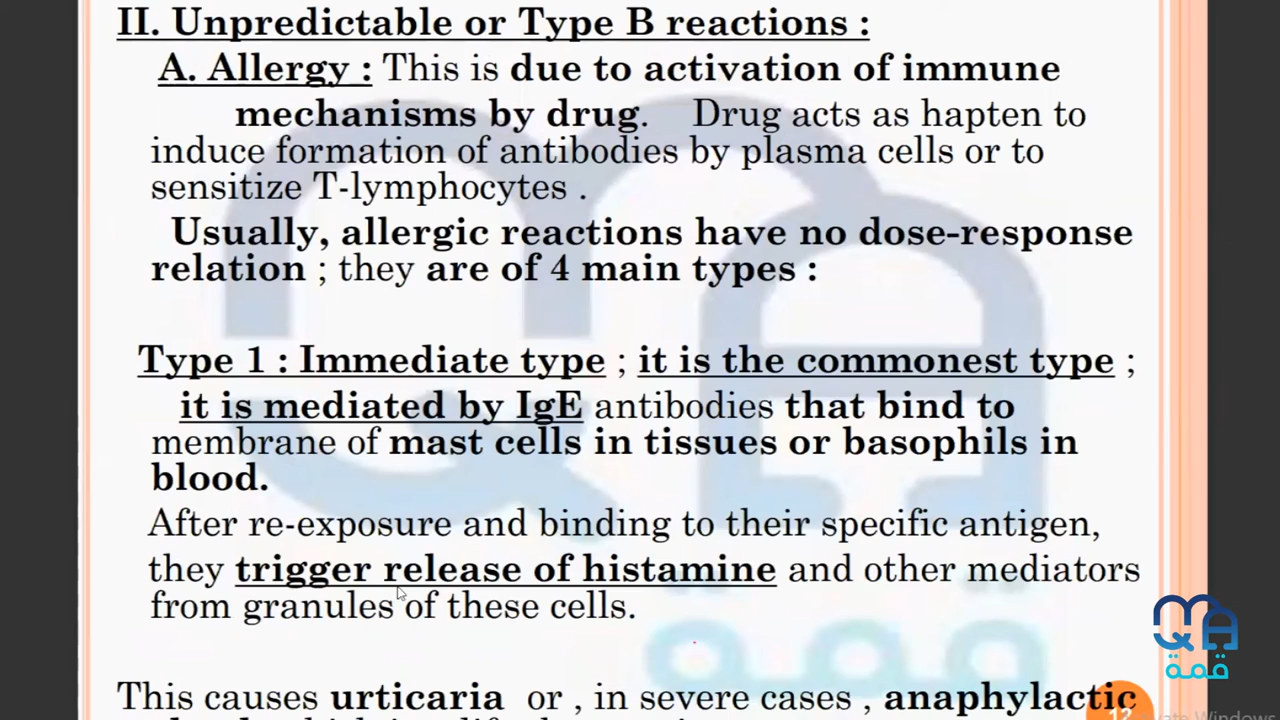 II. Unpredictable or Type B reactions :
A. Allergy : This is due to activation of immune
mechanisms by drug. Drug acts as hapten to
induce formation of antibodies by plasma cells or to
sensitize T-lymphocytes .
Usually, allergic reactions have no dose-response
relation ; they are of 4 main types :
Type 1 : Immediate type ; it is the commonest type ;
it is mediated by IgE antibodies that bind to
membrane of mast cells in tissues or basophils in
blood.
After re-exposure and binding to their specific antigen,
they trigger release of histamine and other mediators
from granules of these cells.
قمة
This causes urticaria or , in severe cases , anaphylactic
12
Windows